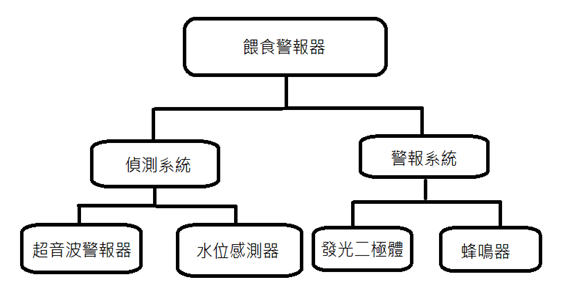 餵食警報器
偵測系統
警報系統
超音波警報器
水位感測器
發光二極體
蜂鳴器